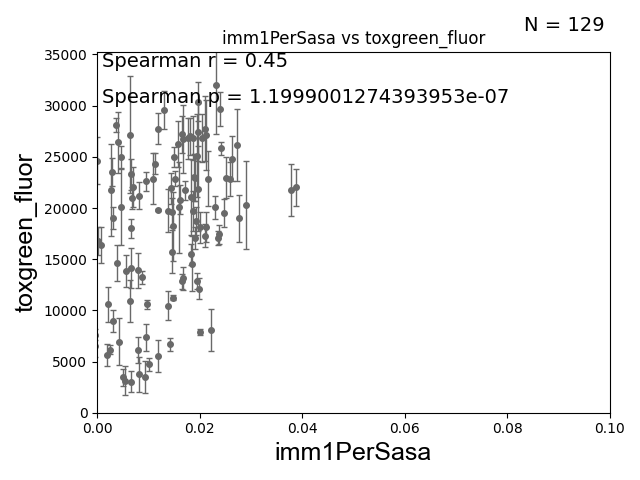 N = 129
imm1PerSasa vs toxgreen_fluor
Spearman r = 0.45
Spearman p = 1.1999001274393953e-07
toxgreen_fluor
35000
30000
25000
20000
15000
10000
5000
0
0.00 0.02 0.04 0.06 0.08 0.10
imm1PerSasa